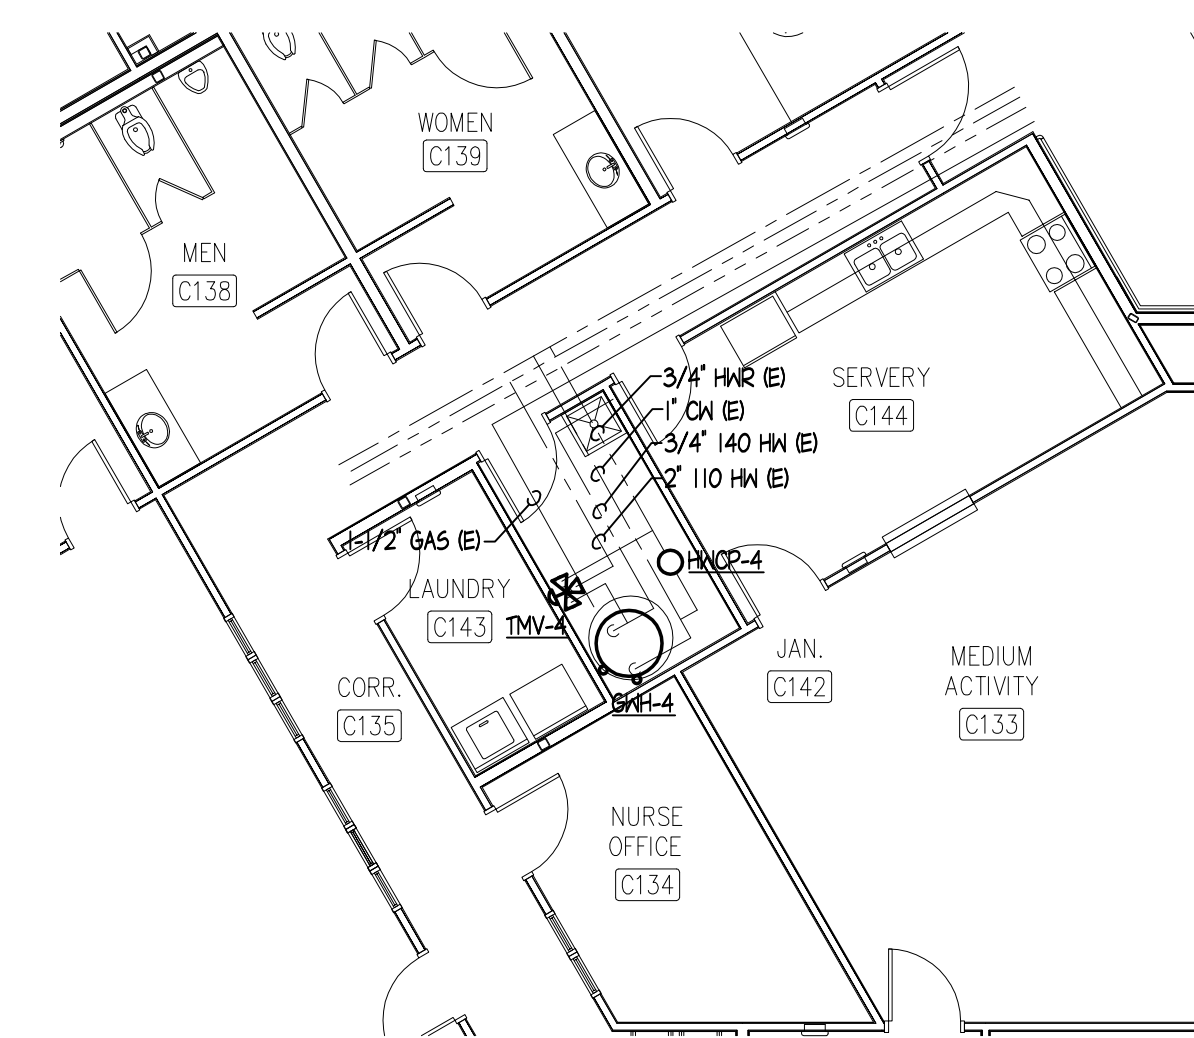 WOMEN
C139
MEN
C138
3/4" HWR (E)
1" CW (E)
3/4" 140 HW (E)
2" 110 HW (E)
SERVERY
C144
1-1/2" GAS (E)
HWCP-4
LAUNDRY
C143
TMV-4
JAN.
C142
MEDIUM
ACTIVITY
C133
CORR.
C135
GWH-4
NURSE
OFFICE
C134